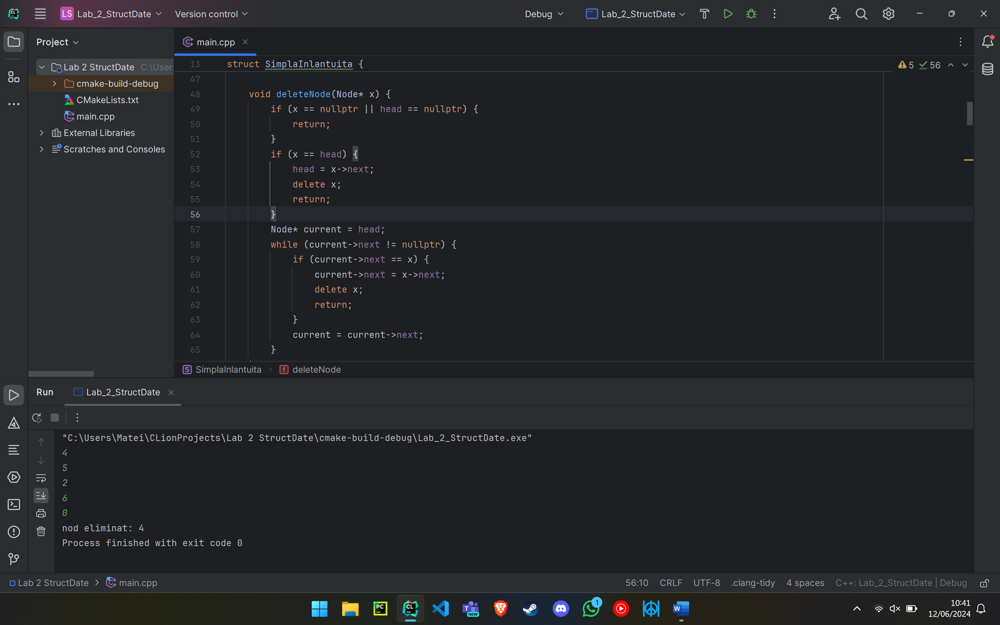 CL
LS Lab_2_StructDate Version control Debug Lab_2_StructDate
Project
Lab 2 StructDate C:\User
cmake-build-debug
CMakeLists.txt
main.cpp
External Libraries
Scratches and Consoles
main.cpp
13 struct SimplaInlantuita {
5 56
47
48 void deleteNode(Node* x) {
49 if (x == nullptr || head == nullptr) {
50 return;
51 }
52 if (x == head) {
53 head = x->next;
54 delete x;
55 return;
56 }
57 Node* current = head;
58 while (current->next != nullptr) {
59 if (current->next == x) {
60 current->next = x->next;
61 delete x;
62 return;
63 }
64 current = current->next;
65 }
S SimplaInlantuita f deleteNode
Run Lab_2_StructDate
"C:\Users\Matei\CLionProjects\Lab 2 StructDate\cmake-build-debug\Lab_2_StructDate.exe"
4
5
2
6
0
nod eliminat: 4
Process finished with exit code 0
Lab 2 StructDate main.cpp
56:10 CRLF UTF-8 .clang-tidy 4 spaces C++: Lab_2_StructDate | Debug
PC CL T NEW 1 W
10:41
12/06/2024